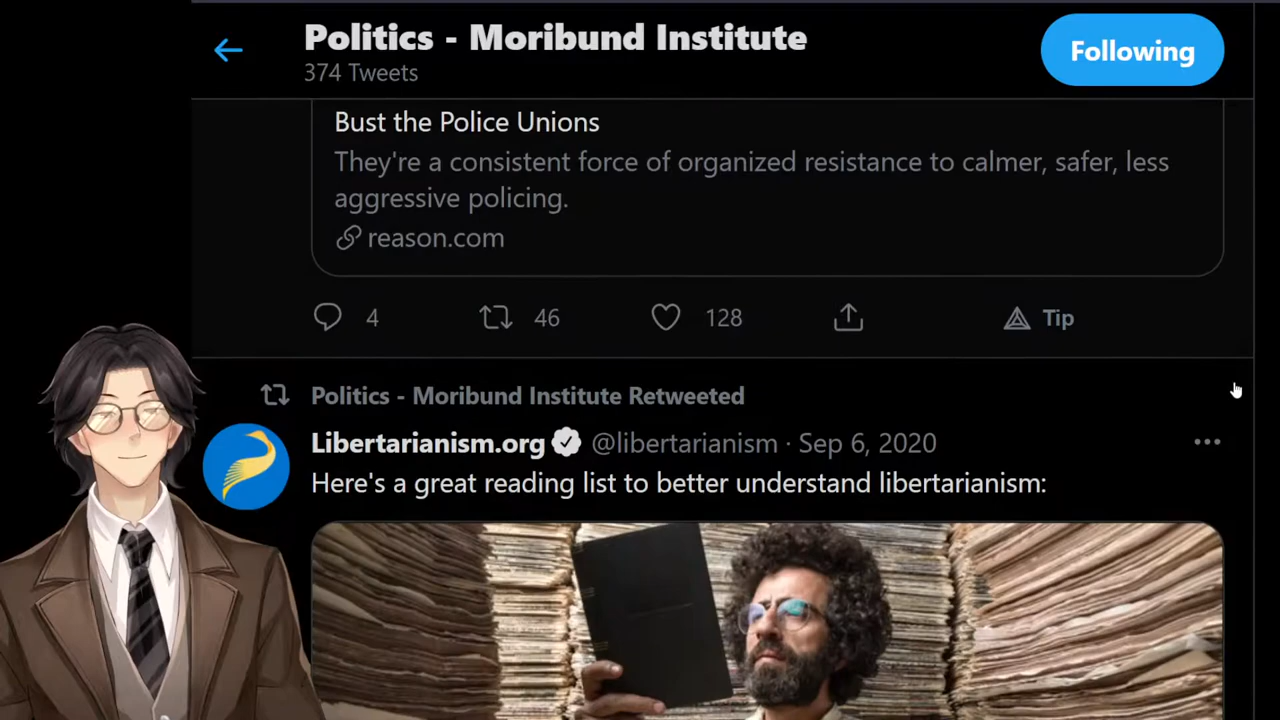 Politics - Moribund Institute
374 Tweets
Following
Bust the Police Unions
They're a consistent force of organized resistance to calmer, safer, less
aggressive policing.
reason.com
4 46 128 Tip
Politics - Moribund Institute Retweeted
Libertarianism.org @libertarianism · Sep 6, 2020
Here's a great reading list to better understand libertarianism: